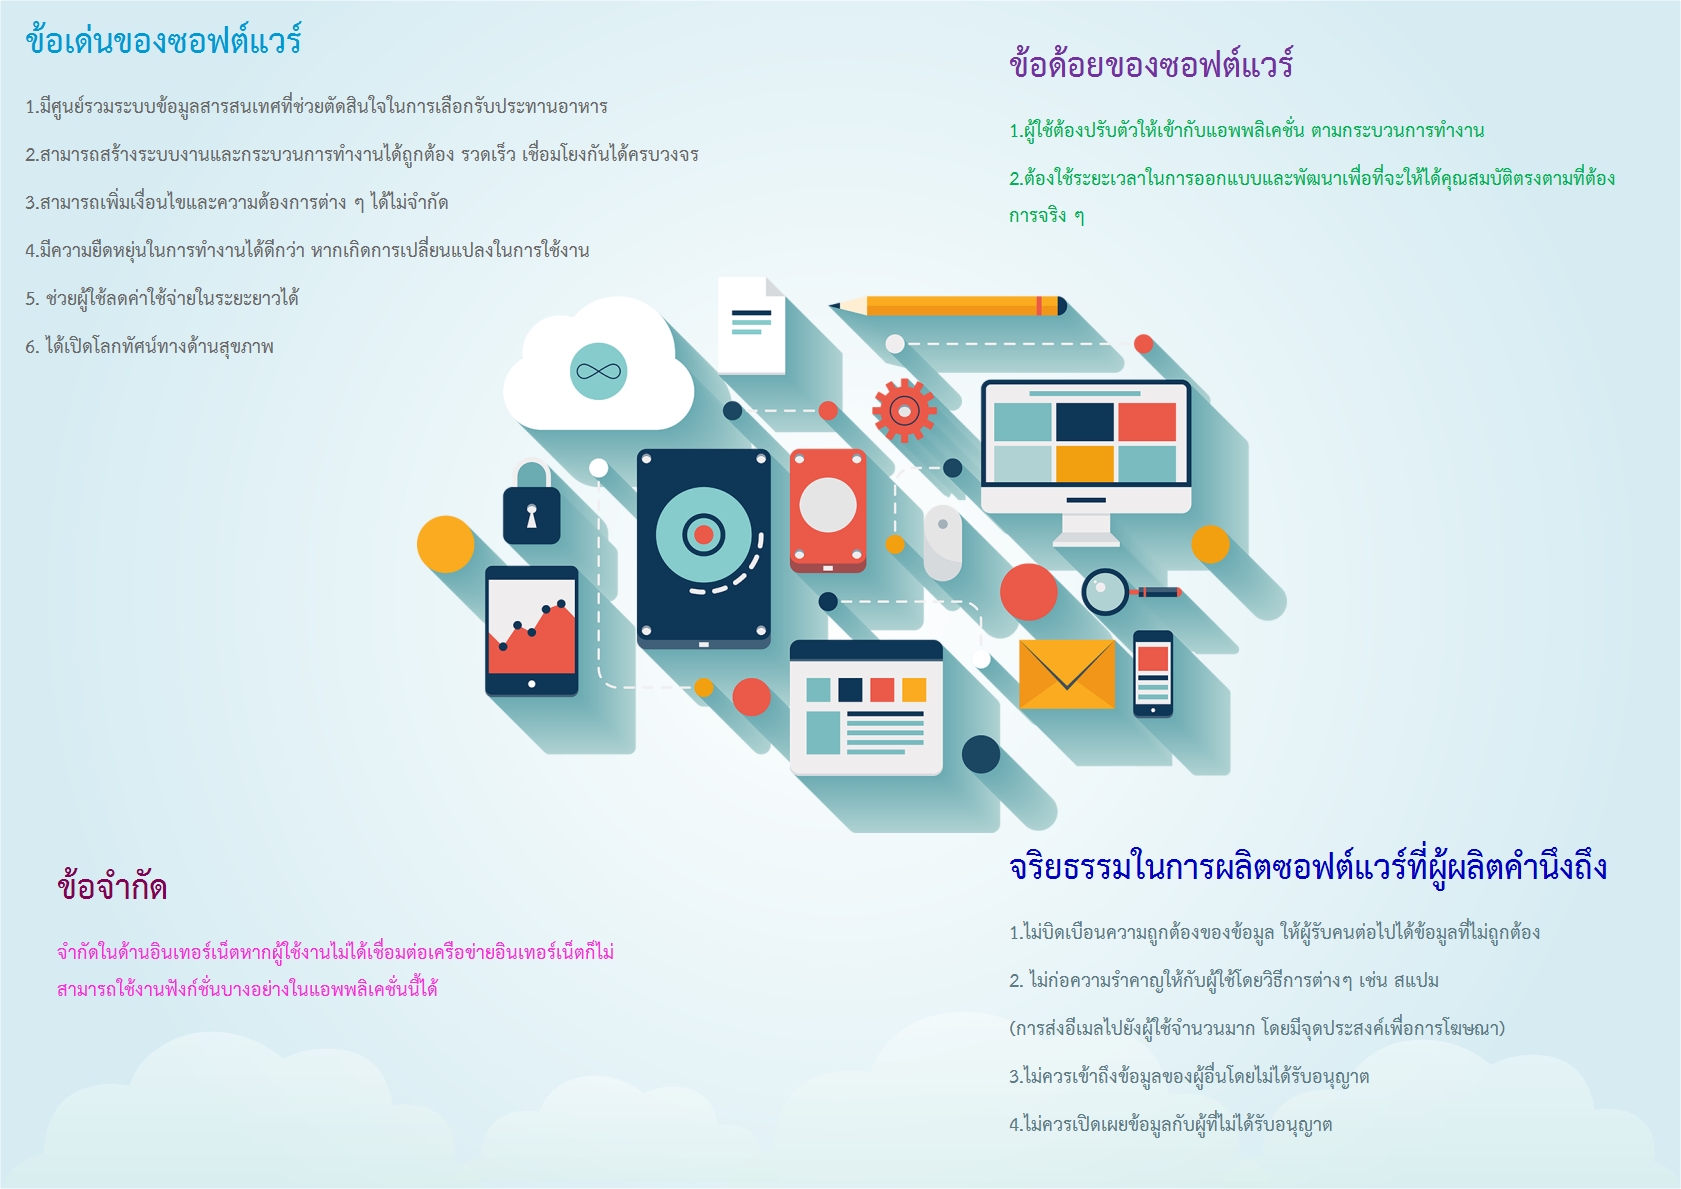 ข้อเด่นของซอฟต์แวร์
1.มีศูนย์รวมระบบข้อมูลสารสนเทศที่ช่วยตัดสินใจในการเลือกรับประทานอาหาร
2.สามารถสร้างระบบงานและกระบวนการทำงานได้ถูกต้อง รวดเร็ว เชื่อมโยงกันได้ครบวงจร
3.สามารถเพิ่มเงื่อนไขและความต้องการต่าง ๆ ได้ไม่จำกัด
4.มีความยืดหยุ่นในการทำงานได้ดีกว่า หากเกิดการเปลี่ยนแปลงในการใช้งาน
5. ช่วยผู้ใช้ลดค่าใช้จ่ายในระยะยาวได้
6. ได้เปิดโลกทัศน์ทางด้านสุขภาพ
ข้อด้อยของซอฟต์แวร์
1.ผู้ใช้ต้องปรับตัวให้เข้ากับแอพพลิเคชั่น ตามกระบวนการทำงาน
2.ต้องใช้ระยะเวลาในการออกแบบและพัฒนาเพื่อที่จะให้ได้คุณสมบัติตรงตามที่ต้อง
การจริง ๆ
ข้อจำกัด
จำกัดในด้านอินเทอร์เน็ตหากผู้ใช้งานไม่ได้เชื่อมต่อเครือข่ายอินเทอร์เน็ตก็ไม่
สามารถใช้งานฟังก์ชั่นบางอย่างในแอพพลิเคชั่นนี้ได้
จริยธรรมในการผลิตซอฟต์แวร์ที่ผู้ผลิตคำนึงถึง
1.ไม่บิดเบือนความถูกต้องของข้อมูล ให้ผู้รับคนต่อไปได้ข้อมูลที่ไม่ถูกต้อง
2. ไม่ก่อความรำคาญให้กับผู้ใช้โดยวิธีการต่างๆ เช่น สแปม
(การส่งอีเมลไปยังผู้ใช้จำนวนมาก โดยมีจุดประสงค์เพื่อการโฆษณา)
3.ไม่ควรเข้าถึงข้อมูลของผู้อื่นโดยไม่ได้รับอนุญาต
4.ไม่ควรเปิดเผยข้อมูลกับผู้ที่ไม่ได้รับอนุญาต